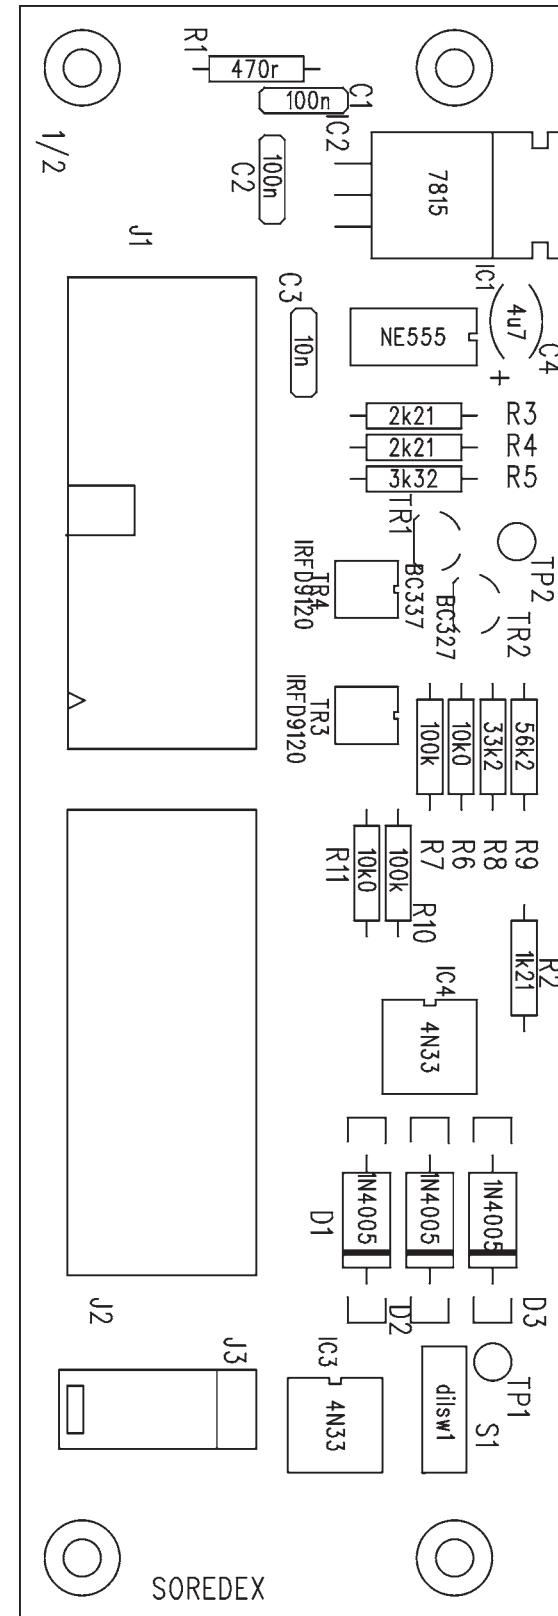 R1
470r
100n
C1
IC2
1/2
C2
100n
7815
J1
IC1
C3
4u7
NE555
10n
C4
+
2k21
R3
2k21
R4
3k32
R5
TR1
TP2
IRFD9120
TR4
BC337
BC327
TR2
IRFD9120
TR3
100k
10k0
33k2
56k2
R11
10k0
100k
R7
R6
R8
R9
R10
IC4
1k21
R2
4N33
1N4005
1N4005
1N4005
D1
J2
D2
D3
J3
IC3
TP1
4N33
dilsw1
S1
SOREDEX